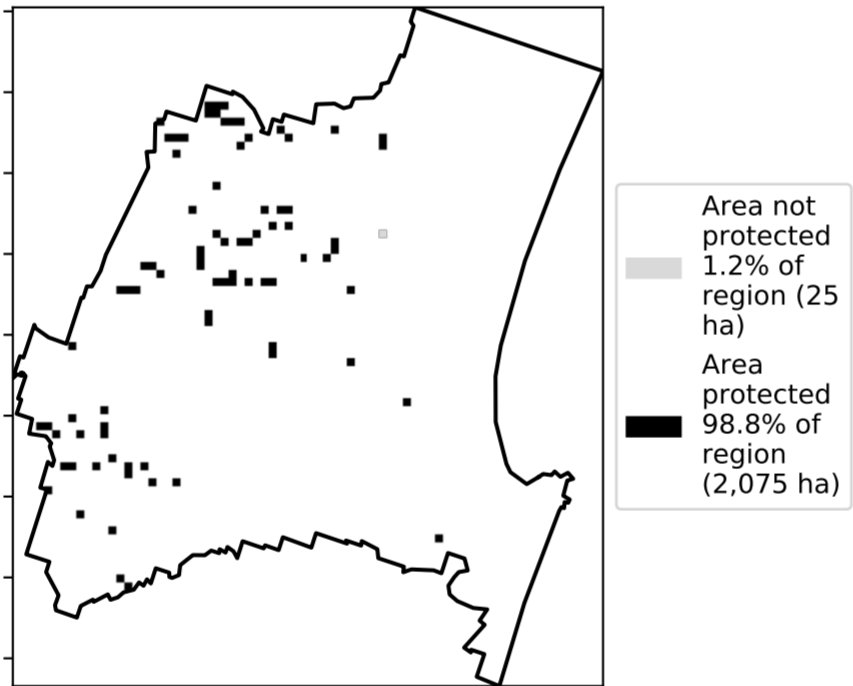 Area not
protected
1.2% of
region (25
ha)
Area
protected
98.8% of
region
(2,075 ha)